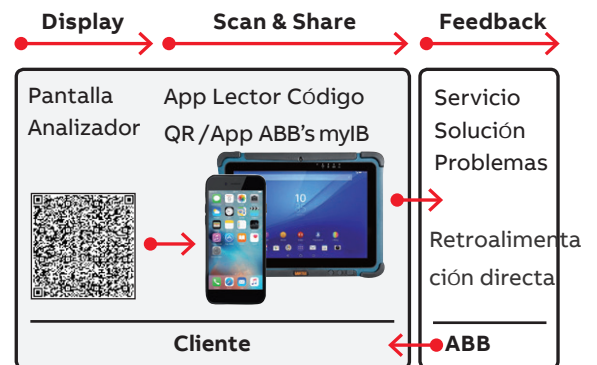 Display
Scan & Share
Feedback
Pantalla
Analizador
App Lector Código
QR /App ABB's myIB
Servicio
Solución
Problemas
10
Retroalimenta
ción directa
Cliente
ABB